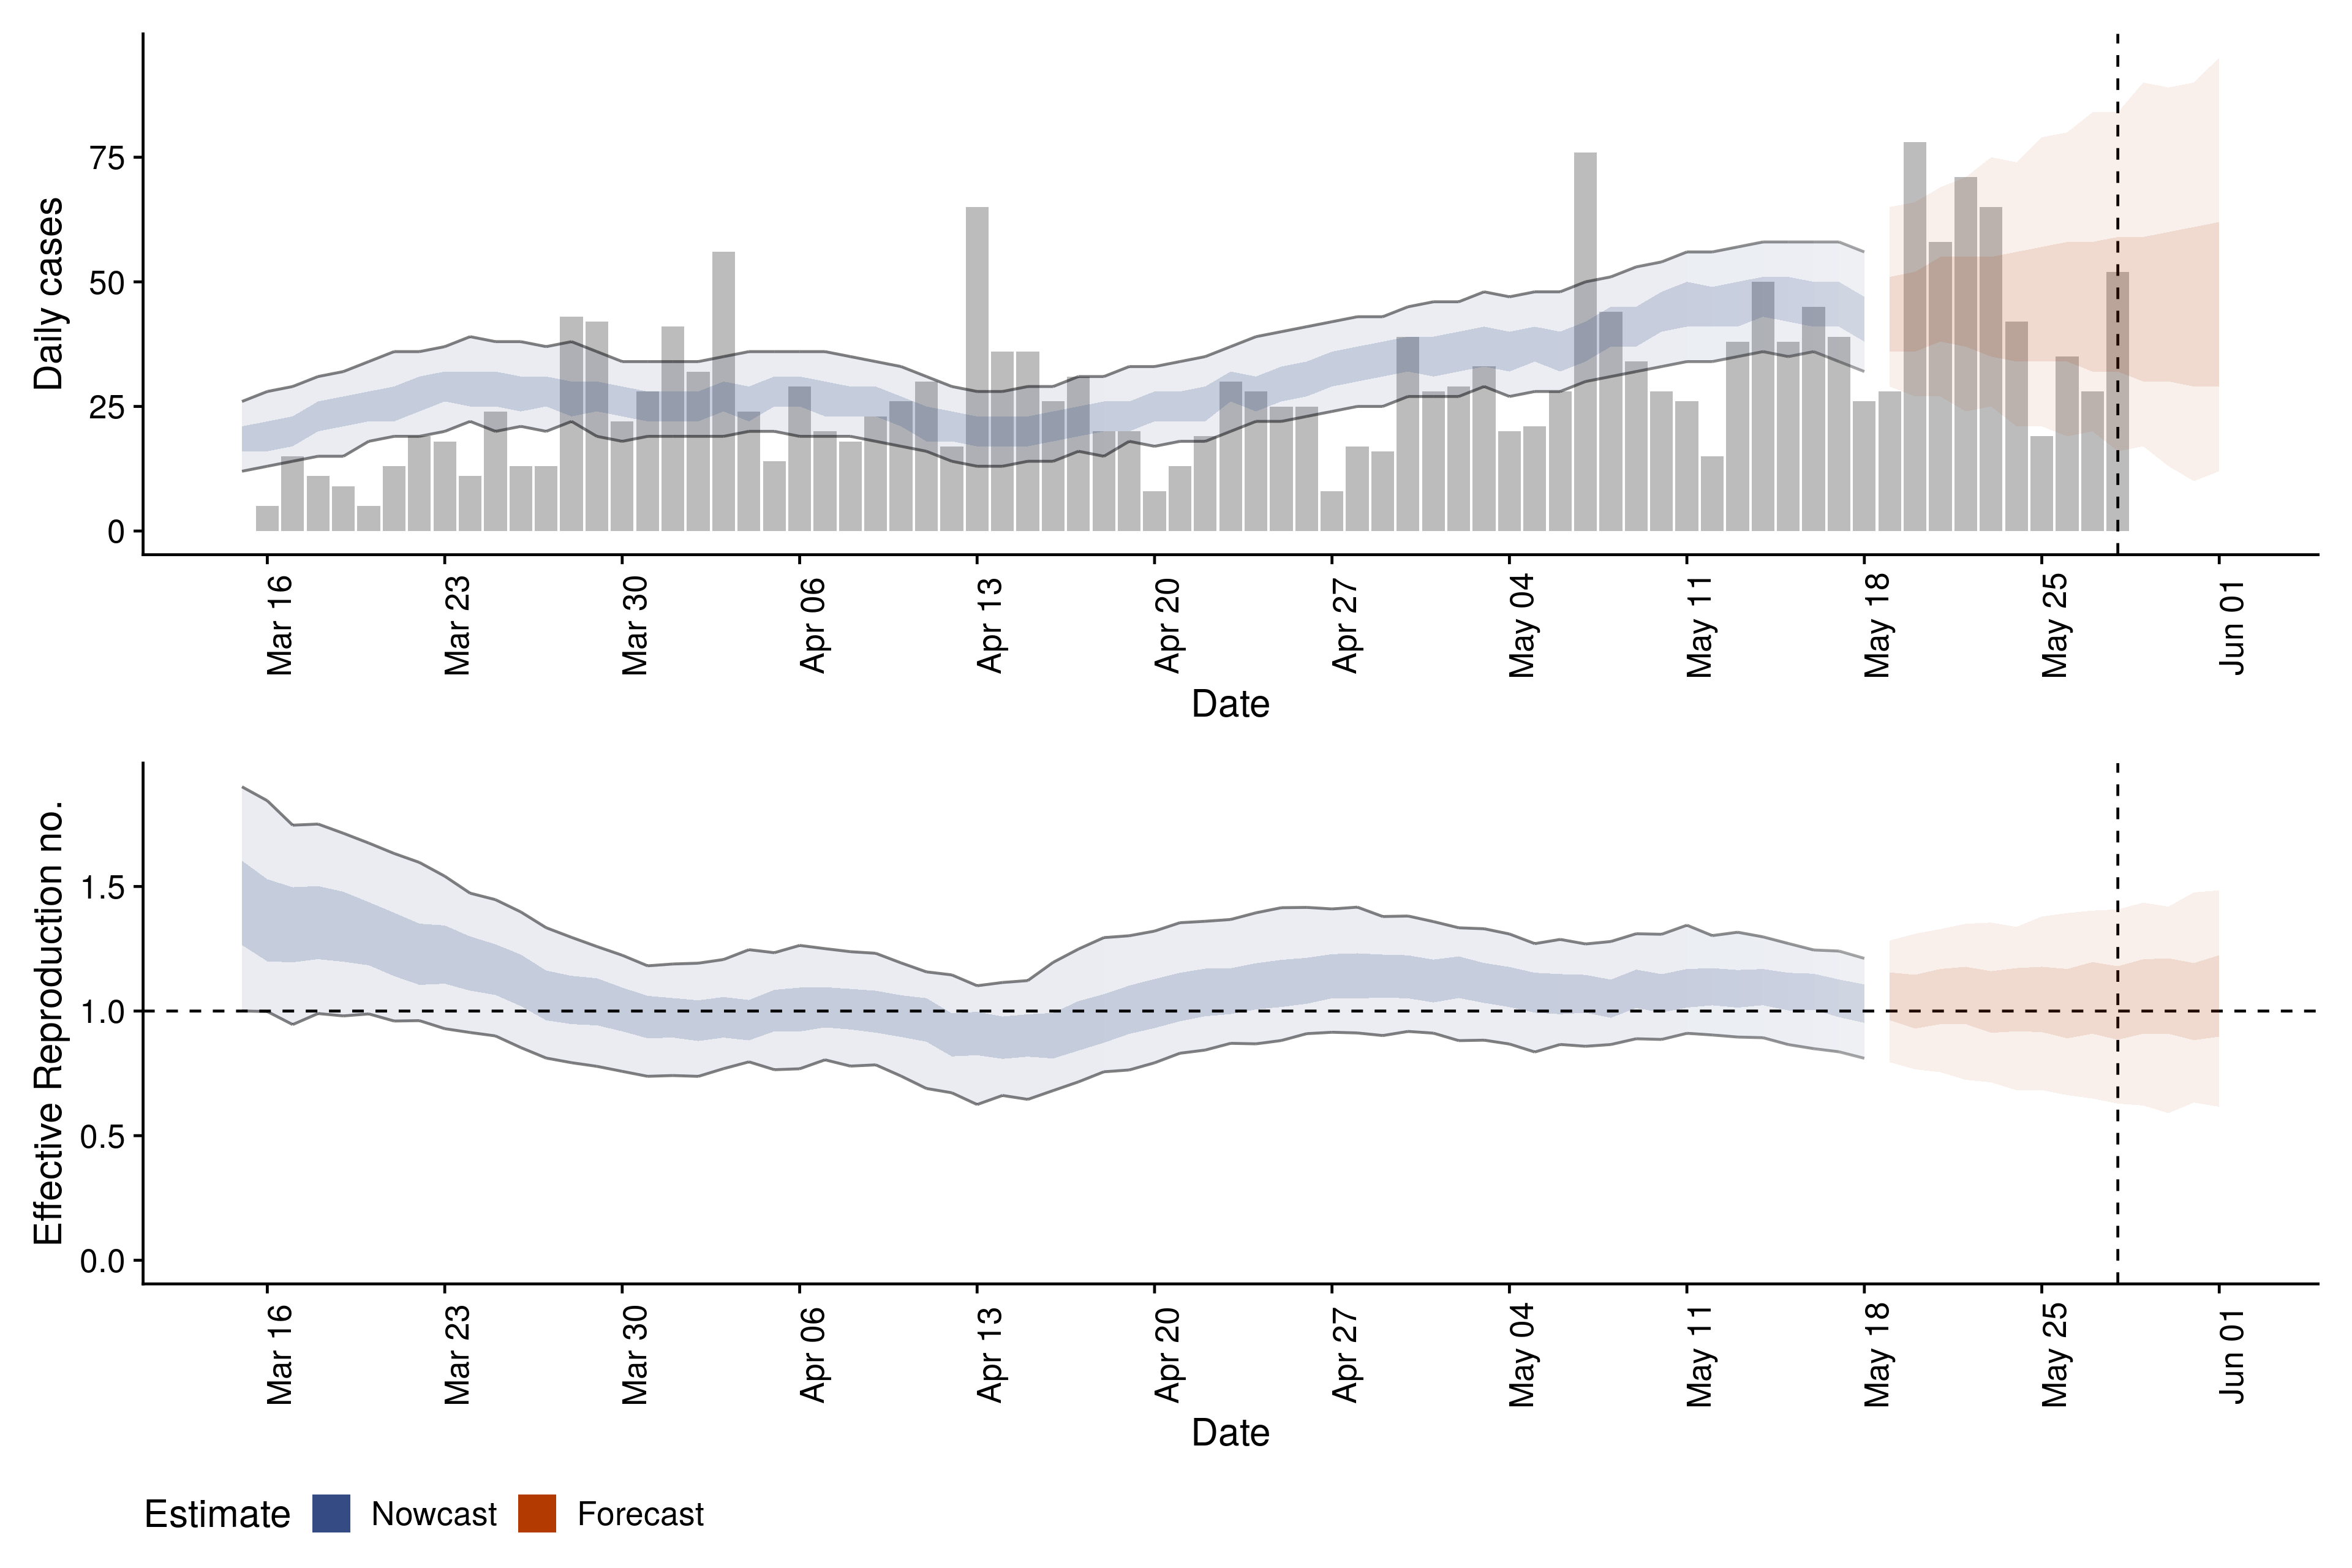 Daily cases
75
50
25
0
Mar 16
Mar 23
Mar 30
Apr 06
Apr 13
Apr 20
Apr 27
May 04
May 11
May 18
May 25
Jun 01
Date
Effective Reproduction no.
1.5
1.0
0.5
0.0
Mar 16
Mar 23
Mar 30
Apr 06
Apr 13
Apr 20
Apr 27
May 04
May 11
May 18
May 25
Jun 01
Date
Estimate Nowcast Forecast